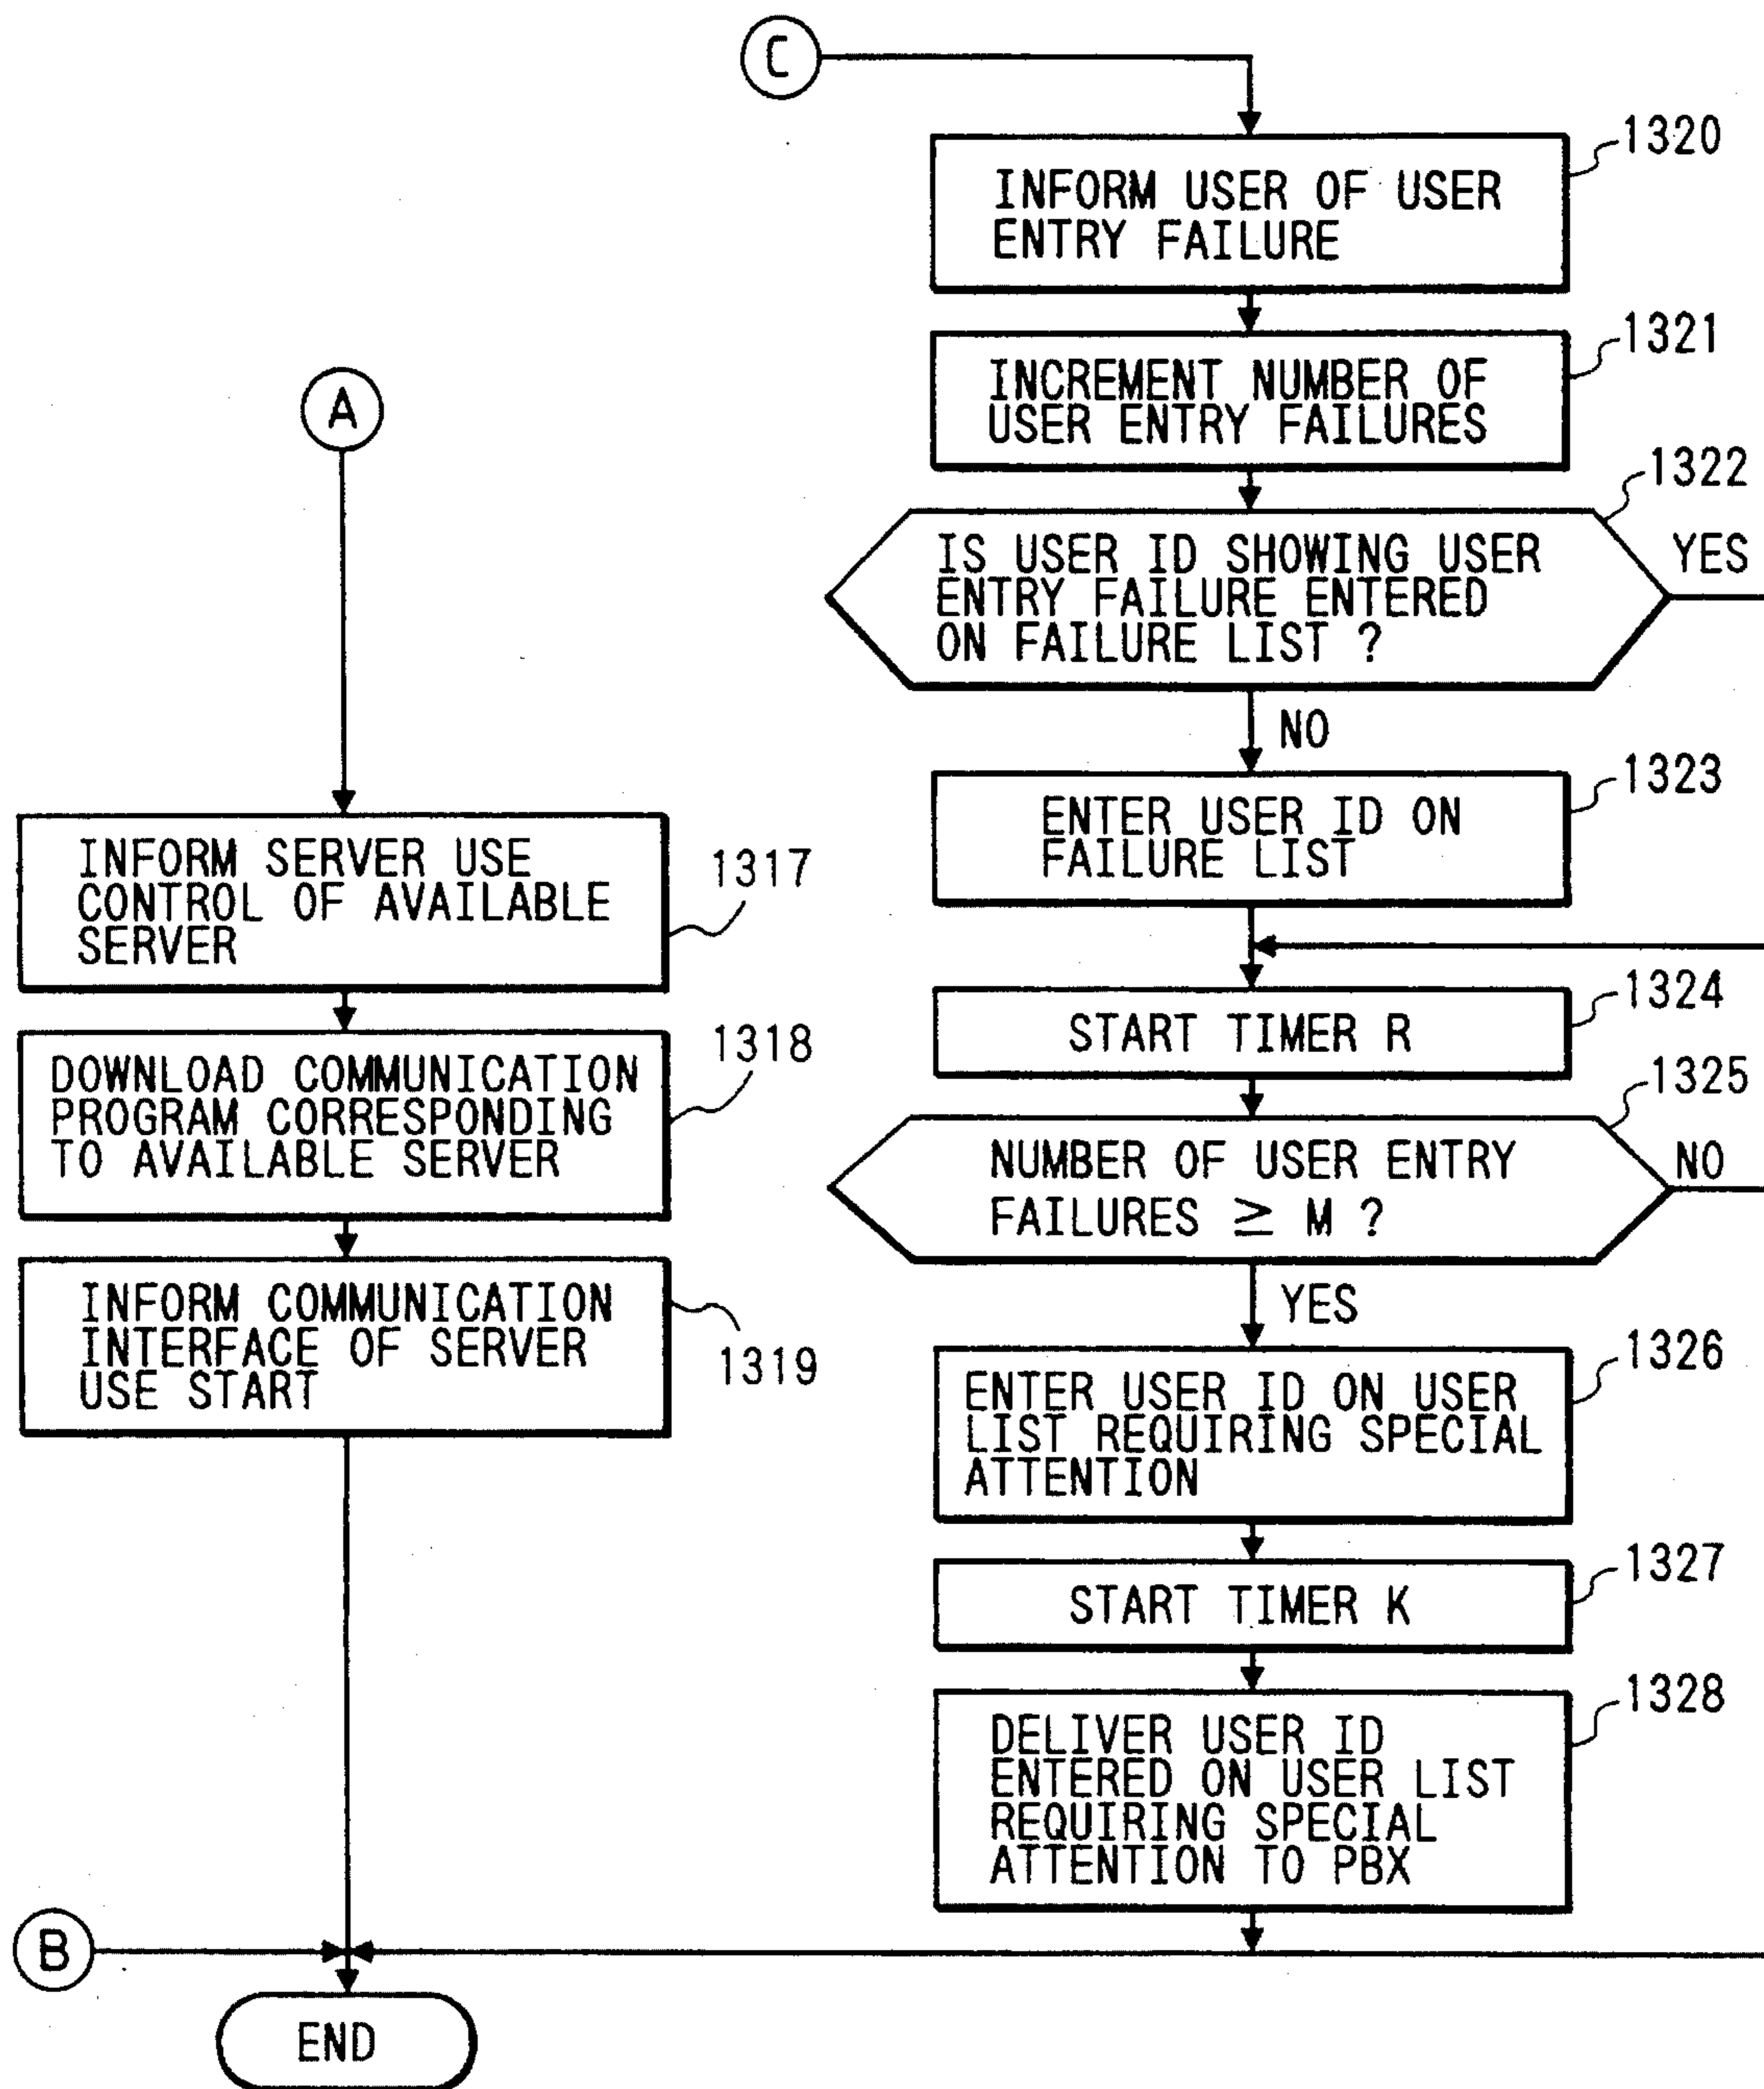 C
INFORM USER OF USER
ENTRY FAILURE
1320
INCREMENT NUMBER OF
USER ENTRY FAILURES
1321
IS USER ID SHOWING USER
ENTRY FAILURE ENTERED
ON FAILURE LIST ?
1322
YES
NO
ENTER USER ID ON
FAILURE LIST
1323
START TIMER R
1324
NUMBER OF USER ENTRY
FAILURES ≧ M ?
1325
NO
YES
ENTER USER ID ON USER
LIST REQUIRING SPECIAL
ATTENTION
1326
START TIMER K
1327
DELIVER USER ID
ENTERED ON USER LIST
REQUIRING SPECIAL
ATTENTION TO PBX
1328
A
INFORM SERVER USE
CONTROL OF AVAILABLE
SERVER
1317
DOWNLOAD COMMUNICATION
PROGRAM CORRESPONDING
TO AVAILABLE SERVER
1318
INFORM COMMUNICATION
INTERFACE OF SERVER
USE START
1319
B
END